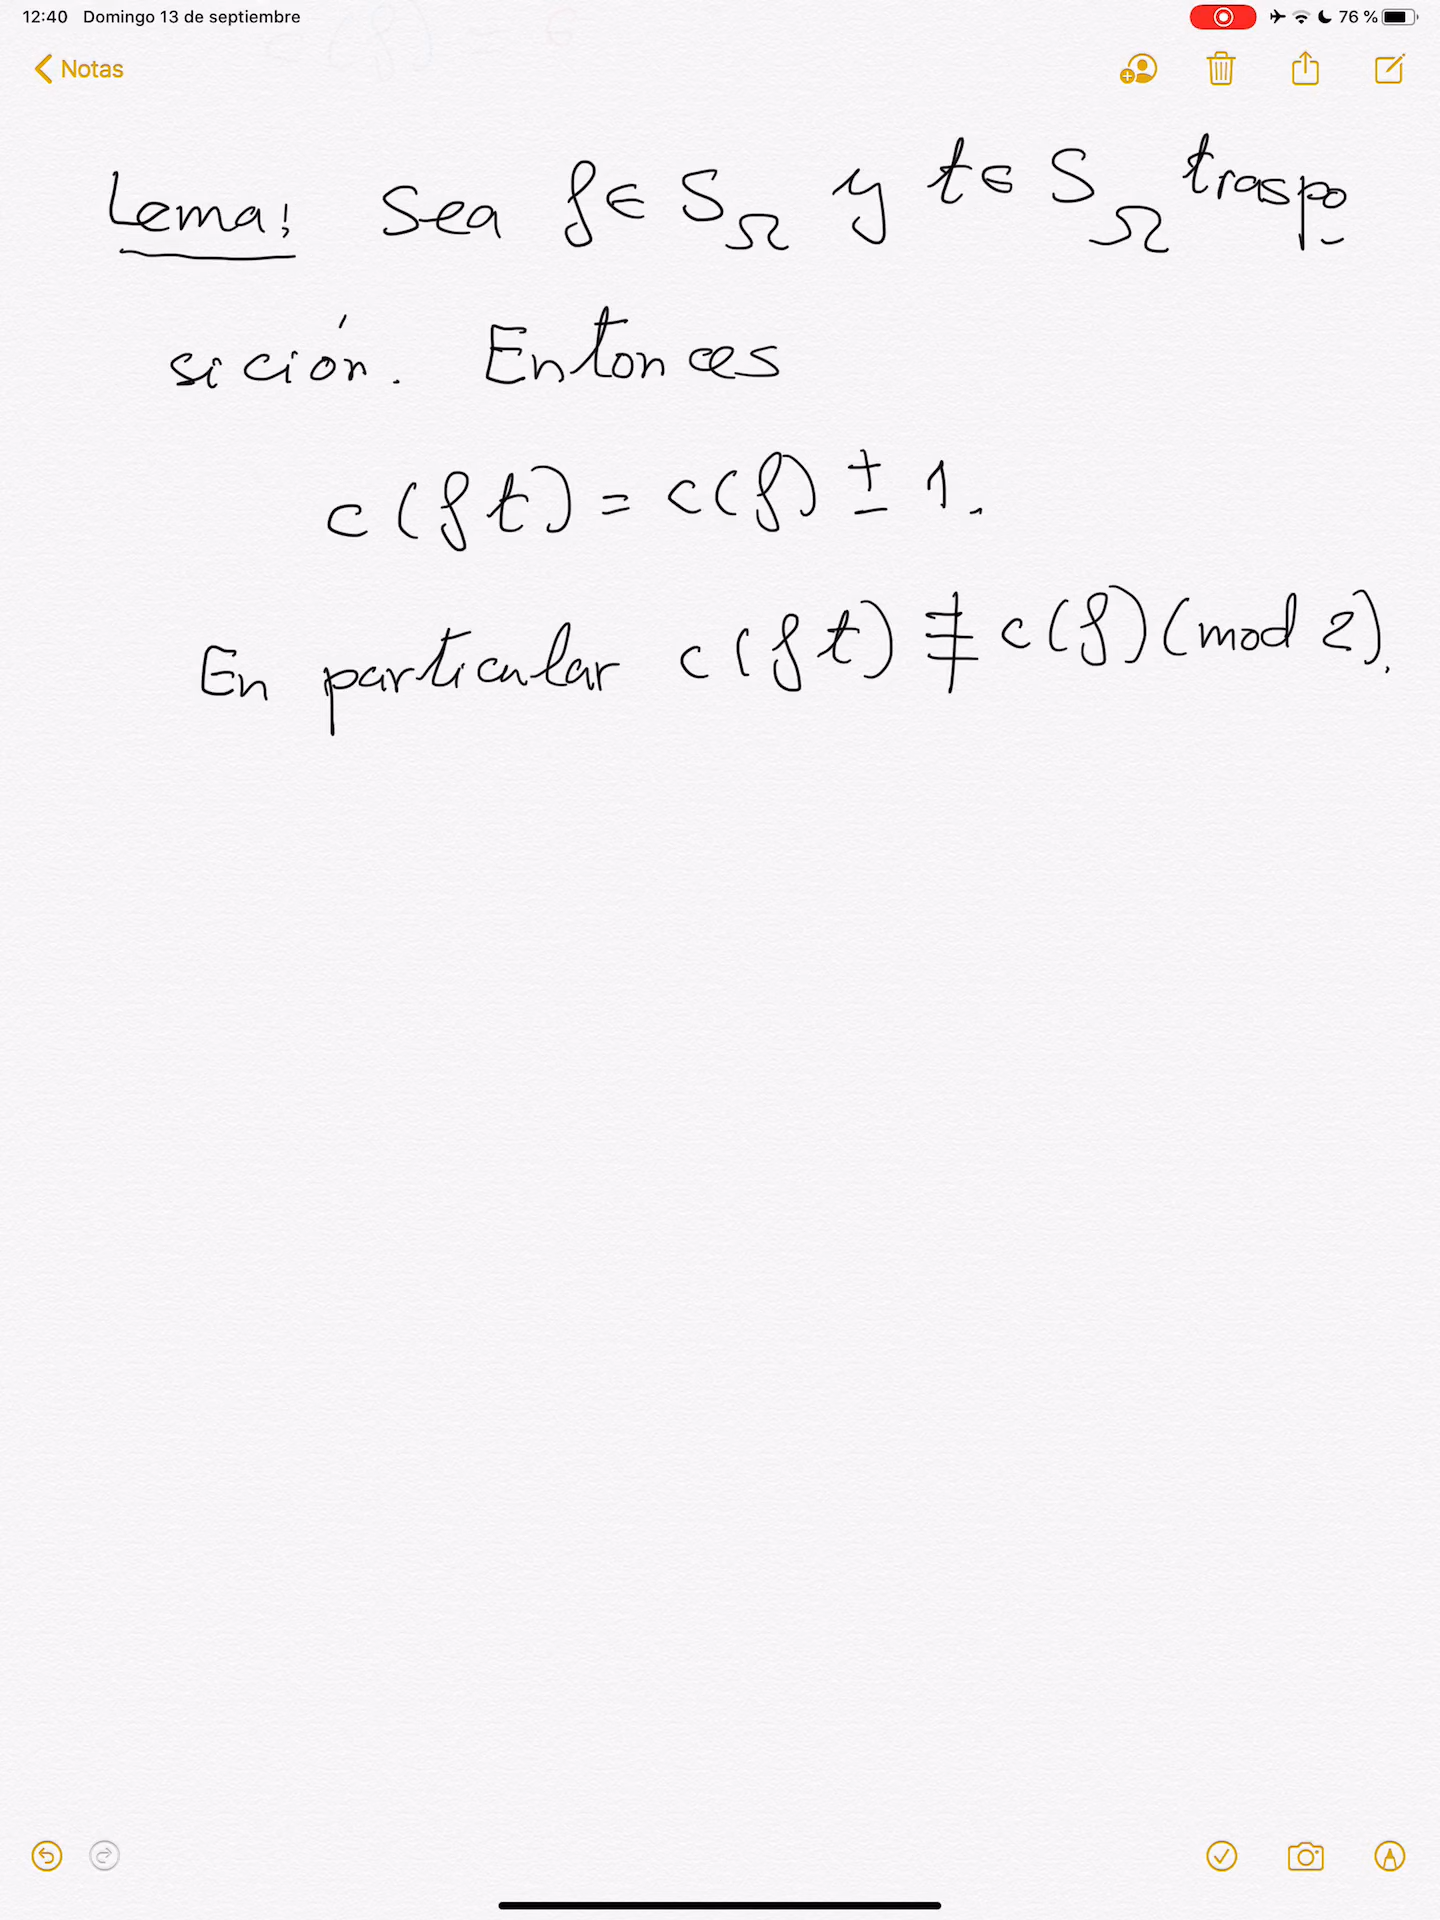 12:40 Domingo 13 de septiembre 76 %
Notas
Lema: Sea f ∈ S_Ω y t ∈ S_Ω traspo-
sición. Entonces
c(ft) = c(f) ± 1.
En particular c(ft) ≢ c(f) (mod 2).